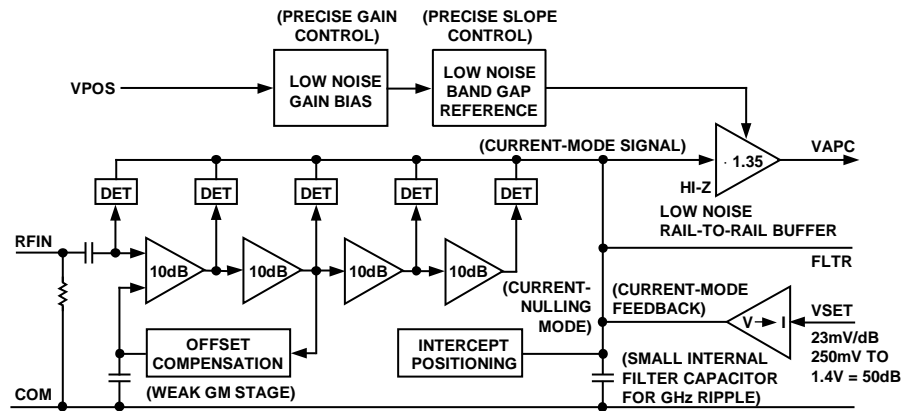 (PRECISE GAIN
CONTROL)
(PRECISE SLOPE
CONTROL)
VPOS
LOW NOISE
GAIN BIAS
LOW NOISE
BAND GAP
REFERENCE
(CURRENT-MODE SIGNAL)
· 1.35
VAPC
HI-Z
DET
DET
DET
DET
DET
LOW NOISE
RAIL-TO-RAIL BUFFER
RFIN
10dB
10dB
10dB
10dB
FLTR
(CURRENT-
NULLING
MODE)
(CURRENT-MODE
FEEDBACK)
V I
VSET
23mV/dB
250mV TO
1.4V = 50dB
OFFSET
COMPENSATION
INTERCEPT
POSITIONING
(SMALL INTERNAL
FILTER CAPACITOR
FOR GHz RIPPLE)
COM
(WEAK GM STAGE)